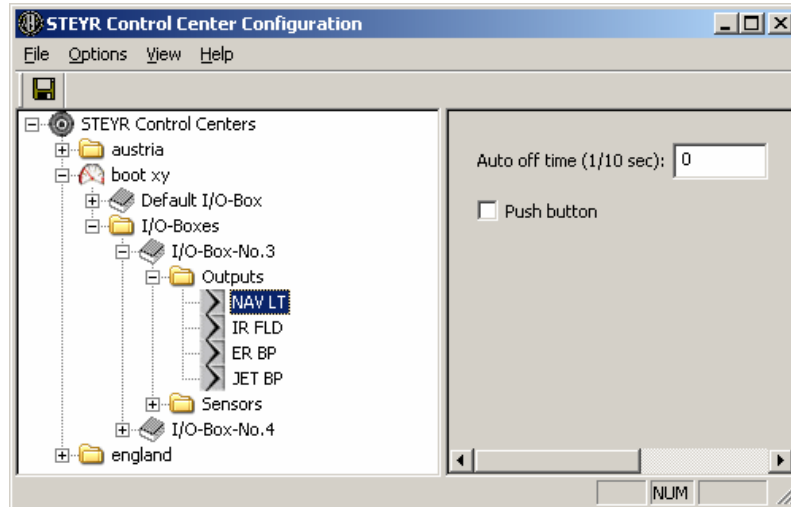 STEYR Control Center Configuration
File Options View Help
STEYR Control Centers
austria
boot xy
Default I/O-Box
I/O-Boxes
I/O-Box-No.3
Outputs
NAV LT
IR FLD
ER BP
JET BP
Sensors
I/O-Box-No.4
england
Auto off time (1/10 sec): 0
Push button
NUM